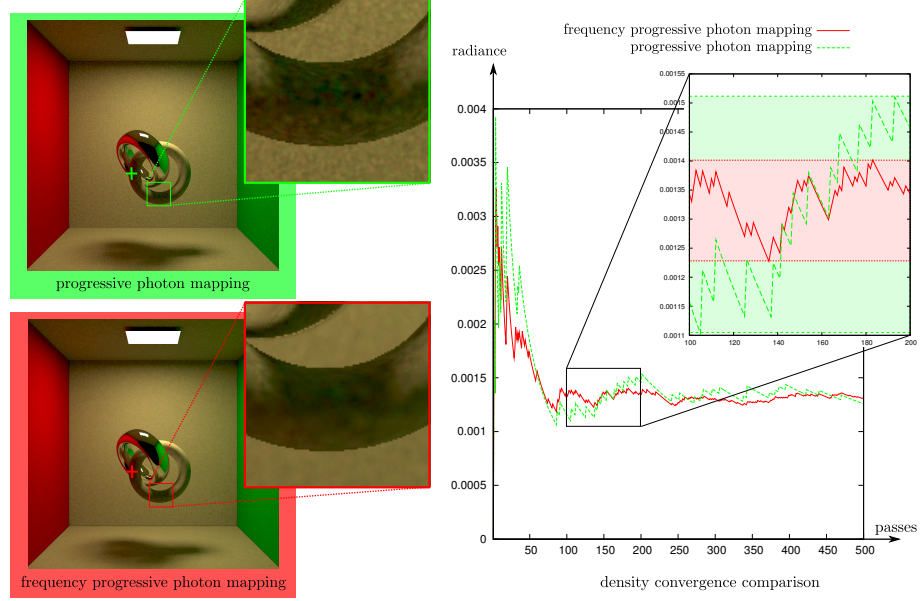 progressive photon mapping
frequency progressive photon mapping
frequency progressive photon mapping
progressive photon mapping
radiance
0.004
0.0035
0.003
0.0025
0.002
0.0015
0.001
0.0005
0
50 100 150 200 250 300 350 400 450 500
passes
0.00155
0.0015
0.00145
0.0014
0.00135
0.0013
0.00125
0.0012
0.00115
0.0011
100 120 140 160 180 200
density convergence comparison